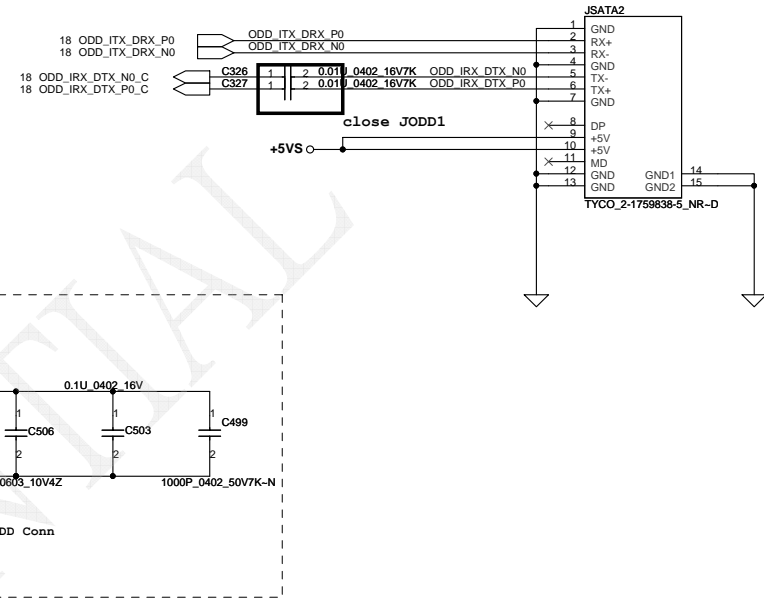 JSATA2
18 ODD_ITX_DRX_P0 ODD_ITX_DRX_P0
18 ODD_ITX_DRX_N0 ODD_ITX_DRX_N0
18 ODD_IRX_DTX_N0_C C326 1 2 0.01U_0402_16V7K ODD_IRX_DTX_N0
18 ODD_IRX_DTX_P0_C C327 1 2 0.01U_0402_16V7K ODD_IRX_DTX_P0
close JODD1
+5VS
1 GND
2 RX+
3 RX-
4 GND
5 TX-
6 TX+
7 GND
8 DP
9 +5V
10 +5V
11 MD
12 GND GND1 14
13 GND GND2 15
TYCO_2-1759838-5_NR~D
0.1U_0402_16V
1 1 1
C506 C503 C499
2 2 2
0603_10V4Z 1000P_0402_50V7K~N
DD Conn
NTIAL